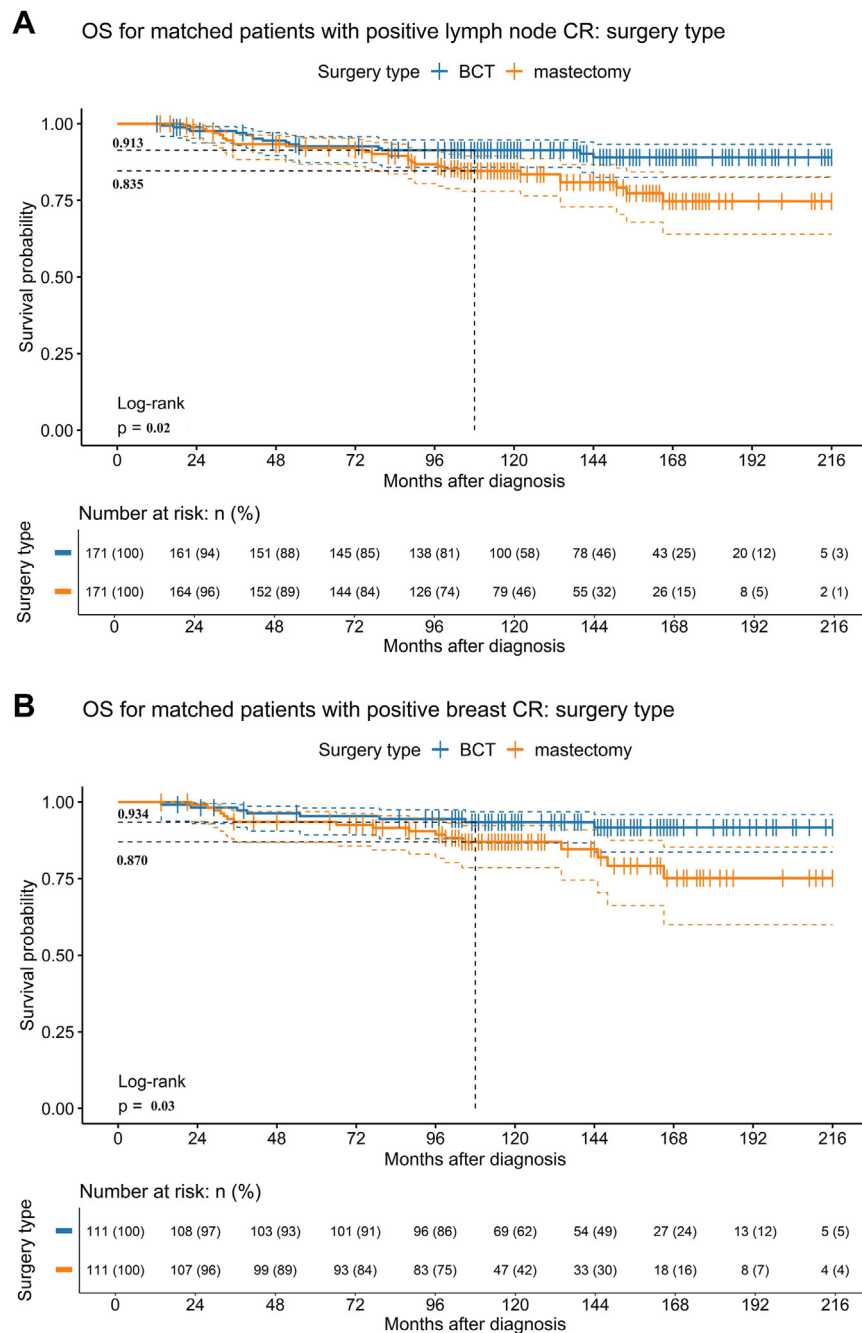 A
OS for matched patients with positive lymph node CR: surgery type
Surgery type BCT mastectomy
1.00
0.913
0.835
0.75
0.50
0.25
0.00
Survival probability
Log-rank
p = 0.02
0 24 48 72 96 120 144 168 192 216
Months after diagnosis
Number at risk: n (%)
Surgery type
171 (100) 161 (94) 151 (88) 145 (85) 138 (81) 100 (58) 78 (46) 43 (25) 20 (12) 5 (3)
171 (100) 164 (96) 152 (89) 144 (84) 126 (74) 79 (46) 55 (32) 26 (15) 8 (5) 2 (1)
0 24 48 72 96 120 144 168 192 216
Months after diagnosis
B
OS for matched patients with positive breast CR: surgery type
Surgery type BCT mastectomy
1.00
0.934
0.870
0.75
0.50
0.25
0.00
Survival probability
Log-rank
p = 0.03
0 24 48 72 96 120 144 168 192 216
Months after diagnosis
Number at risk: n (%)
Surgery type
111 (100) 108 (97) 103 (93) 101 (91) 96 (86) 69 (62) 54 (49) 27 (24) 13 (12) 5 (5)
111 (100) 107 (96) 99 (89) 93 (84) 83 (75) 47 (42) 33 (30) 18 (16) 8 (7) 4 (4)
0 24 48 72 96 120 144 168 192 216
Months after diagnosis